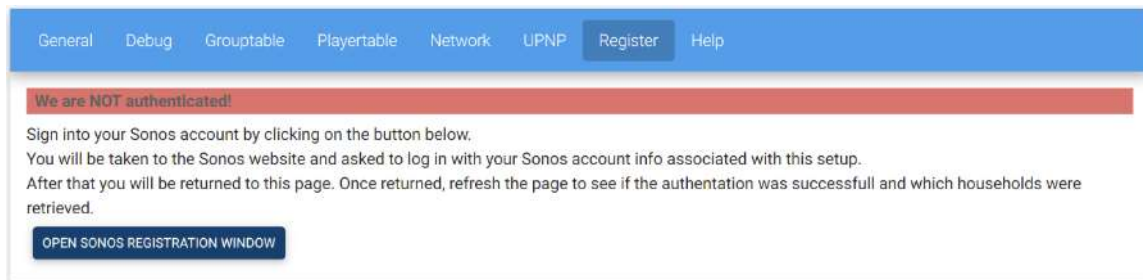 General Debug Grouptable Playertable Network UPNP Register Help
We are NOT authenticated!
Sign into your Sonos account by clicking on the button below.
You will be taken to the Sonos website and asked to log in with your Sonos account info associated with this setup.
After that you will be returned to this page. Once returned, refresh the page to see if the authentation was successfull and which households were
retrieved.
OPEN SONOS REGISTRATION WINDOW